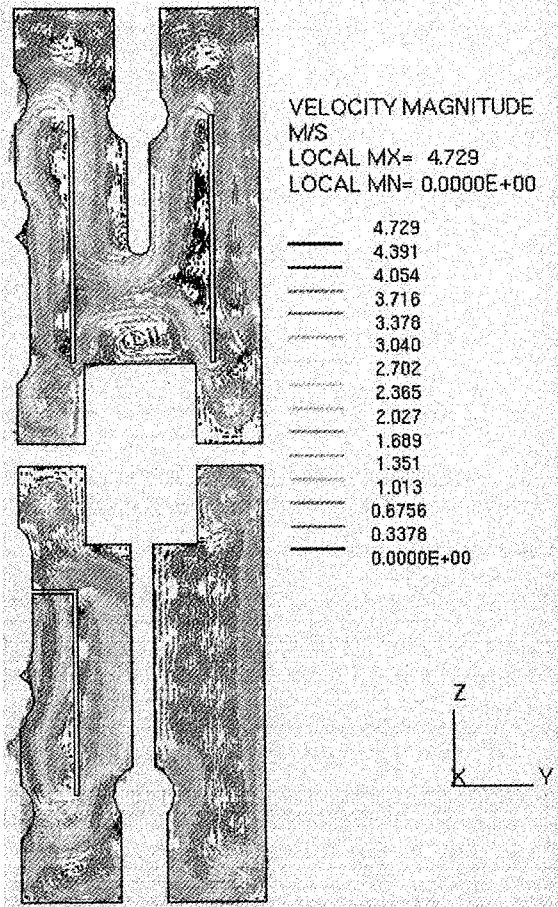 VELOCITY MAGNITUDE
M/S
LOCAL MX= 4.729
LOCAL MN= 0.0000E+00
4.729
4.391
4.054
3.716
3.378
3.040
2.702
2.365
2.027
1.689
1.351
1.013
0.6756
0.3378
0.0000E+00
Z
X
Y